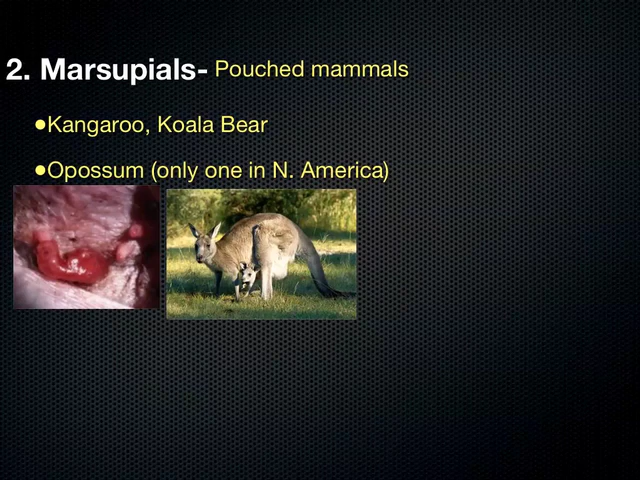 2. Marsupials- Pouched mammals
•Kangaroo, Koala Bear
•Opossum (only one in N. America)